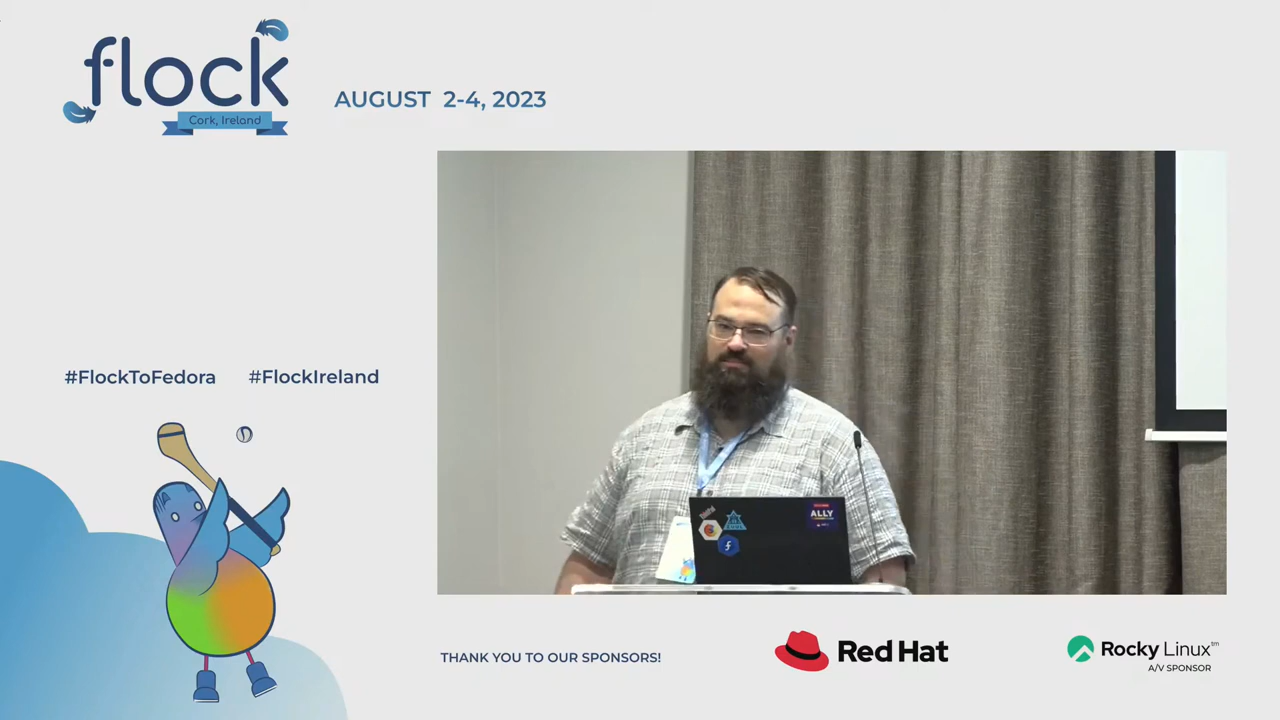 flock
Cork, Ireland
AUGUST 2-4, 2023
#FlockToFedora #FlockIreland
ALLY
THANK YOU TO OUR SPONSORS!
Red Hat
Rocky Linux™
A/V SPONSOR